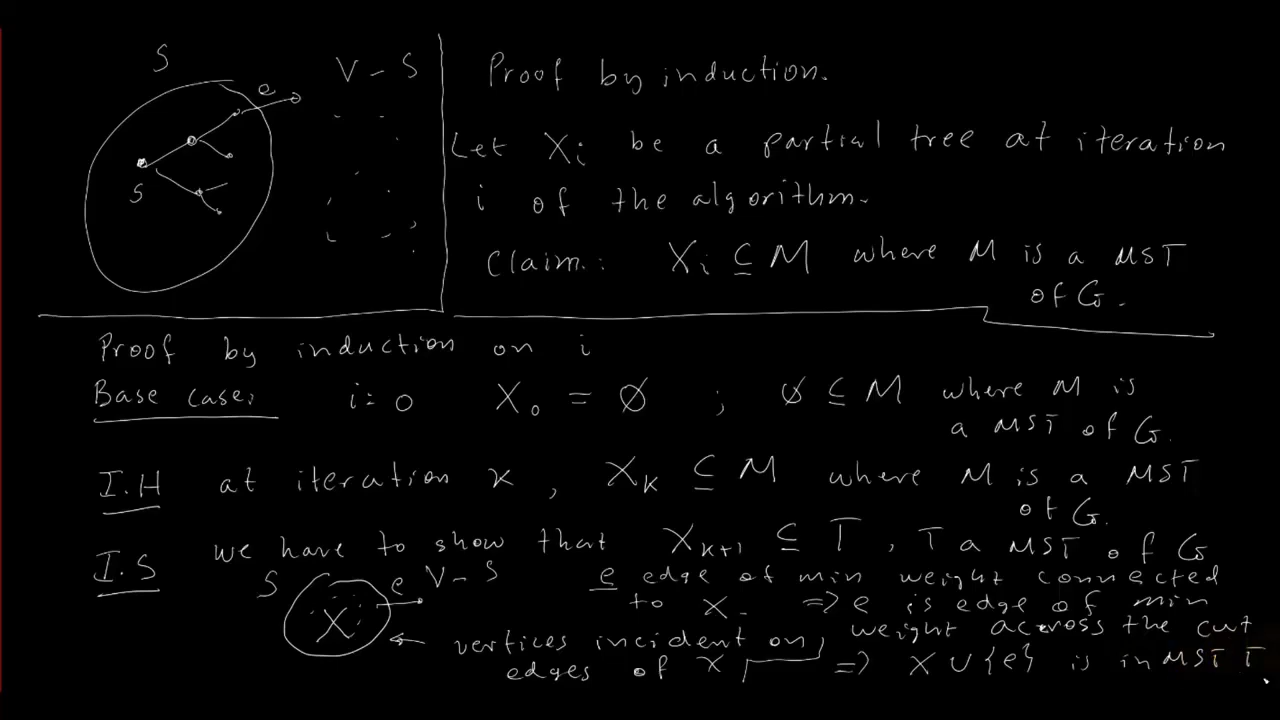 S
V - S
e
S
Proof by induction.
Let Xi be a partial tree at iteration
i of the algorithm.
Claim: Xi ⊆ M where M is a MST
of G.
Proof by induction on i
Base case: i = 0 X0 = ∅ ; ∅ ⊆ M where M is
a MST of G.
I.H at iteration K , XK ⊆ M where M is a MST
of G.
I.S we have to show that XK+1 ⊆ T , T a MST of G
S e V - S
X
e edge of min weight connected
to X. => e is edge of min
weight across the cut
vertices incident on
edges of X
=> X ∪ {e} is in MST T